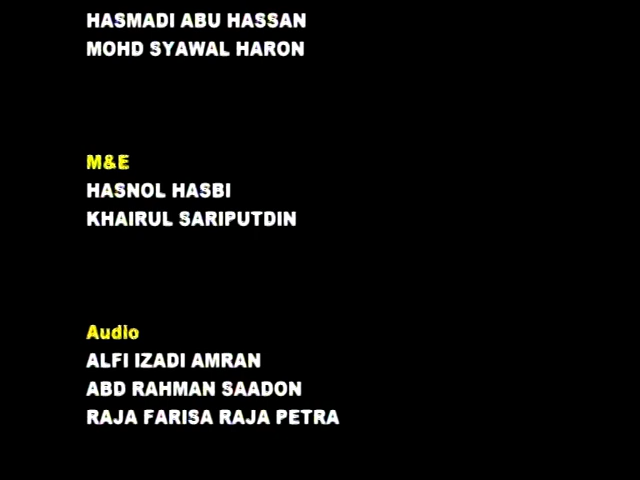 HASMADI ABU HASSAN
MOHD SYAWAL HARON
M&E
HASNOL HASBI
KHAIRUL SARIPUTDIN
Audio
ALFI IZADI AMRAN
ABD RAHMAN SAADON
RAJA FARISA RAJA PETRA